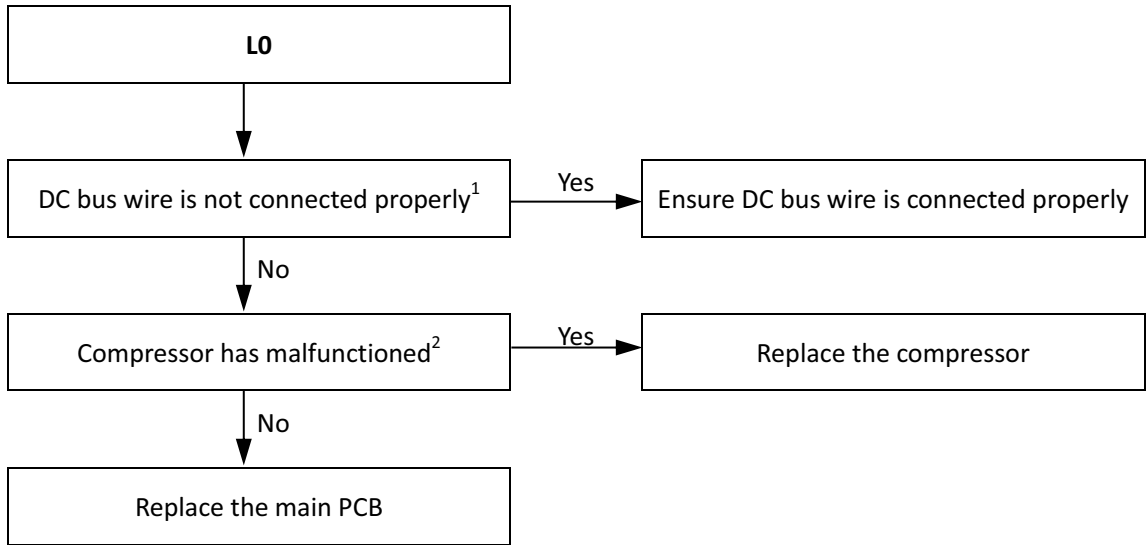 L0
DC bus wire is not connected properly¹
Yes
Ensure DC bus wire is connected properly
No
Compressor has malfunctioned²
Yes
Replace the compressor
No
Replace the main PCB